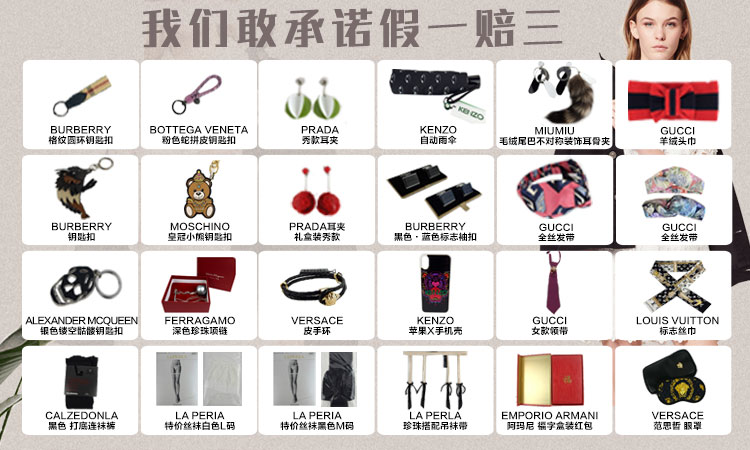 我们敢承诺假一赔三
BURBERRY
格纹圆环钥匙扣
BOTTEGA VENETA
粉色蛇拼皮钥匙扣
PRADA
秀款耳夹
KENZO
自动雨伞
MIUMIU
毛绒尾巴不对称装饰耳骨夹
GUCCI
羊绒头巾
KENZO
BURBERRY
钥匙扣
MOSCHINO
皇冠小熊钥匙扣
PRADA耳夹
礼盒装秀款
BURBERRY
黑色·蓝色标志袖扣
GUCCI
全丝发带
GUCCI
全丝发带
ALEXANDER MCQUEEN
银色镂空骷髅钥匙扣
FERRAGAMO
深色珍珠项链
VERSACE
皮手环
KENZO
苹果X手机壳
GUCCI
女款领带
LOUIS VUITTON
标志丝巾
CALZEDONLA
黑色 打底连袜裤
LA PERIA
特价丝袜白色L码
LA PERIA
特价丝袜黑色M码
LA PERLA
珍珠搭配吊袜带
EMPORIO ARMANI
阿玛尼 福字盒装红包
VERSACE
范思哲 眼罩